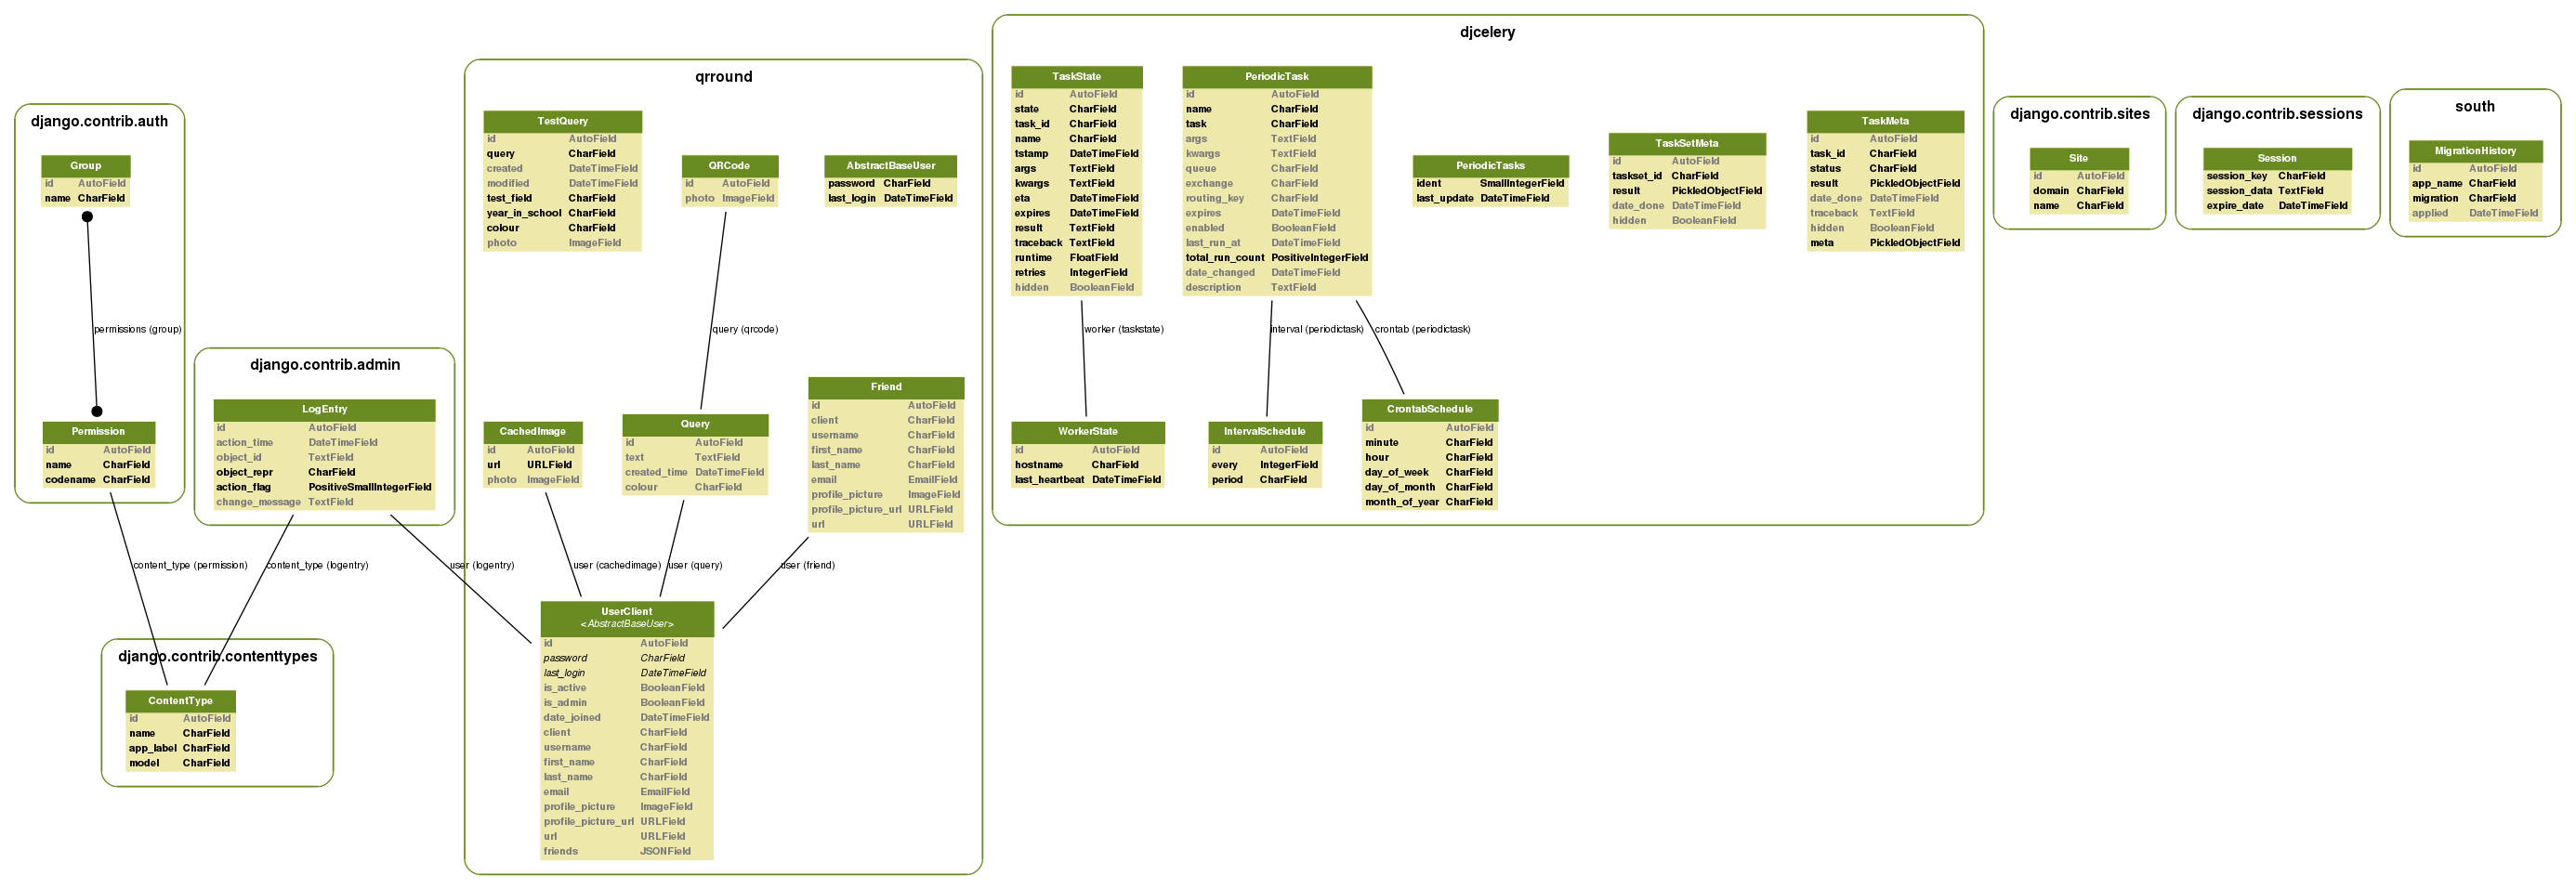 django.contrib.auth
Group
id AutoField
name CharField
permissions (group)
Permission
id AutoField
name CharField
codename CharField
content_type (permission)
django.contrib.admin
LogEntry
id AutoField
action_time DateTimeField
object_id TextField
object_repr CharField
action_flag PositiveSmallIntegerField
change_message TextField
content_type (logentry)
user (logentry)
django.contrib.contenttypes
ContentType
id AutoField
name CharField
app_label CharField
model CharField
qrround
TestQuery
id AutoField
query CharField
created DateTimeField
modified DateTimeField
test_field CharField
year_in_school CharField
colour CharField
photo ImageField
QRCode
id AutoField
photo ImageField
AbstractBaseUser
password CharField
last_login DateTimeField
query (qrcode)
CachedImage
id AutoField
url URLField
photo ImageField
Query
id AutoField
text TextField
created_time DateTimeField
colour CharField
Friend
id AutoField
client CharField
username CharField
first_name CharField
last_name CharField
email EmailField
profile_picture ImageField
profile_picture_url URLField
url URLField
user (cachedimage)
user (query)
user (friend)
UserClient
<AbstractBaseUser>
id AutoField
password CharField
last_login DateTimeField
is_active BooleanField
is_admin BooleanField
date_joined DateTimeField
client CharField
username CharField
first_name CharField
last_name CharField
email EmailField
profile_picture ImageField
profile_picture_url URLField
url URLField
friends JSONField
djcelery
TaskState
id AutoField
state CharField
task_id CharField
name CharField
tstamp DateTimeField
args TextField
kwargs TextField
eta DateTimeField
expires DateTimeField
result TextField
traceback TextField
runtime FloatField
retries IntegerField
hidden BooleanField
PeriodicTask
id AutoField
name CharField
task CharField
args TextField
kwargs TextField
queue CharField
exchange CharField
routing_key CharField
expires DateTimeField
enabled BooleanField
last_run_at DateTimeField
total_run_count PositiveIntegerField
date_changed DateTimeField
description TextField
PeriodicTasks
ident SmallIntegerField
last_update DateTimeField
TaskSetMeta
id AutoField
taskset_id CharField
result PickledObjectField
date_done DateTimeField
hidden BooleanField
TaskMeta
id AutoField
task_id CharField
status CharField
result PickledObjectField
date_done DateTimeField
traceback TextField
hidden BooleanField
meta PickledObjectField
worker (taskstate)
interval (periodictask)
crontab (periodictask)
WorkerState
id AutoField
hostname CharField
last_heartbeat DateTimeField
IntervalSchedule
id AutoField
every IntegerField
period CharField
CrontabSchedule
id AutoField
minute CharField
hour CharField
day_of_week CharField
day_of_month CharField
month_of_year CharField
django.contrib.sites
Site
id AutoField
domain CharField
name CharField
django.contrib.sessions
Session
session_key CharField
session_data TextField
expire_date DateTimeField
south
MigrationHistory
id AutoField
app_name CharField
migration CharField
applied DateTimeField